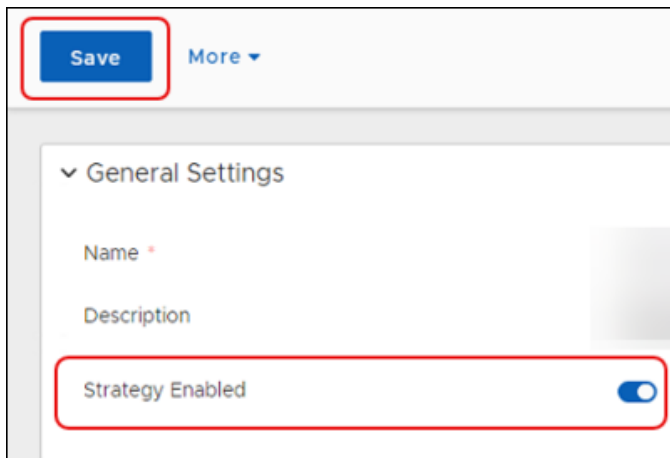 Save More
General Settings
Name *
Description
Strategy Enabled